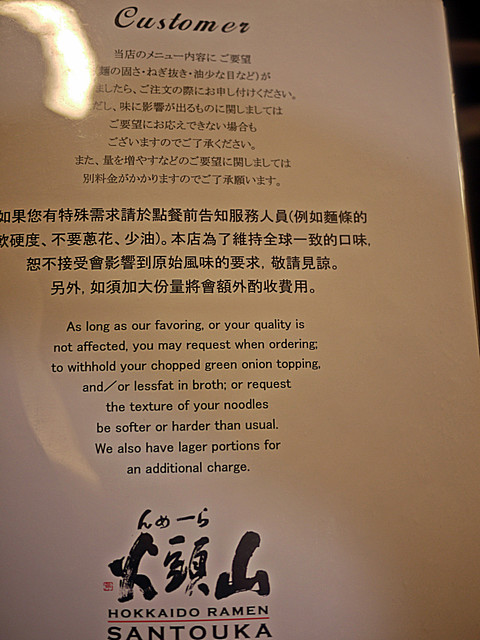 Customer
当店のメニュー内容に ご要望
麺の固さ・ねぎ抜き・油少な目など)が
ましたら、ご注文の際にお申し付けください。
だし、味に影響が出るものに関しましては
ご要望にお応えできない場合も
ございますのでご了承ください。
また、量を増やすなどのご要望に関しましては
別料金がかかりますのでご了承願います。
如果您有特殊需求請於點餐前告知服務人員(例如麵條的
軟硬度、不要蔥花、少油)。本店為了維持全球一致的口味,
恕不接受會影響到原始風味的要求, 敬請見諒。
另外, 如須加大份量將會額外酌收費用。
As long as our favoring, or your quality is
not affected, you may request when ordering;
to withhold your chopped green onion topping,
and/or lessfat in broth; or request
the texture of your noodles
be softer or harder than usual.
We also have lager portions for
an additional charge.
らーめん
山頭火
HOKKAIDO RAMEN
SANTOUKA